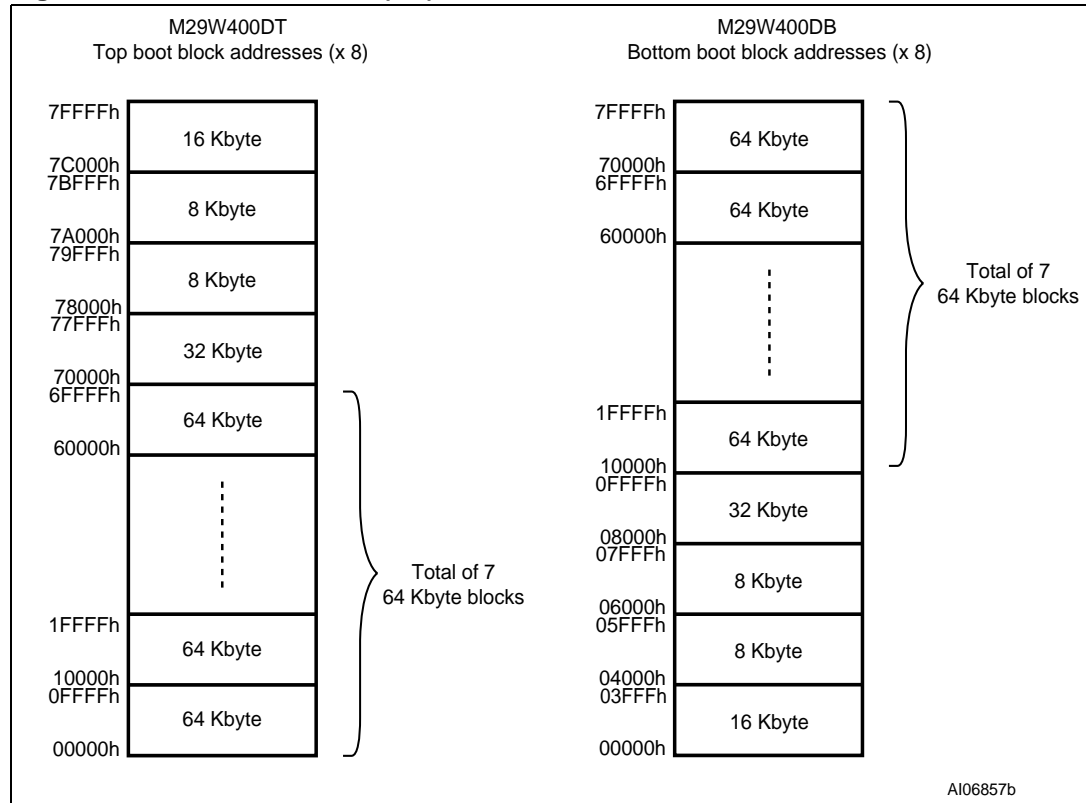 M29W400DT
Top boot block addresses (x 8)
7FFFFh
16 Kbyte
7C000h
7BFFFh
8 Kbyte
7A000h
79FFFh
8 Kbyte
78000h
77FFFh
32 Kbyte
70000h
6FFFFh
64 Kbyte
60000h
Total of 7
64 Kbyte blocks
1FFFFh
64 Kbyte
10000h
0FFFFh
64 Kbyte
00000h
M29W400DB
Bottom boot block addresses (x 8)
7FFFFh
64 Kbyte
70000h
6FFFFh
64 Kbyte
60000h
Total of 7
64 Kbyte blocks
1FFFFh
64 Kbyte
10000h
0FFFFh
32 Kbyte
08000h
07FFFh
8 Kbyte
06000h
05FFFh
8 Kbyte
04000h
03FFFh
16 Kbyte
00000h
AI06857b